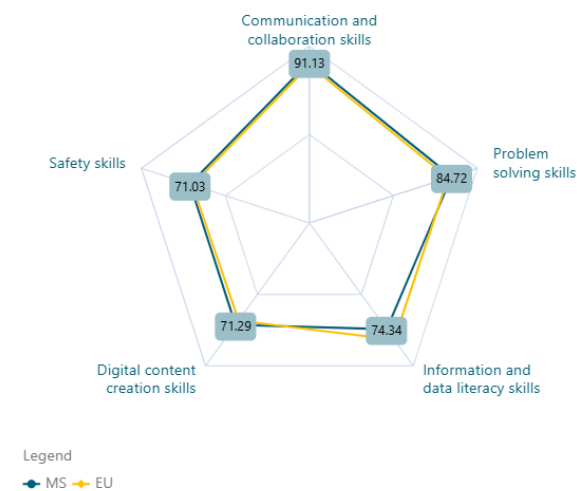 Communication and
collaboration skills
91.13
Problem
solving skills
84.72
Safety skills
71.03
71.29
74.34
Digital content
creation skills
Information and
data literacy skills
Legend
MS EU